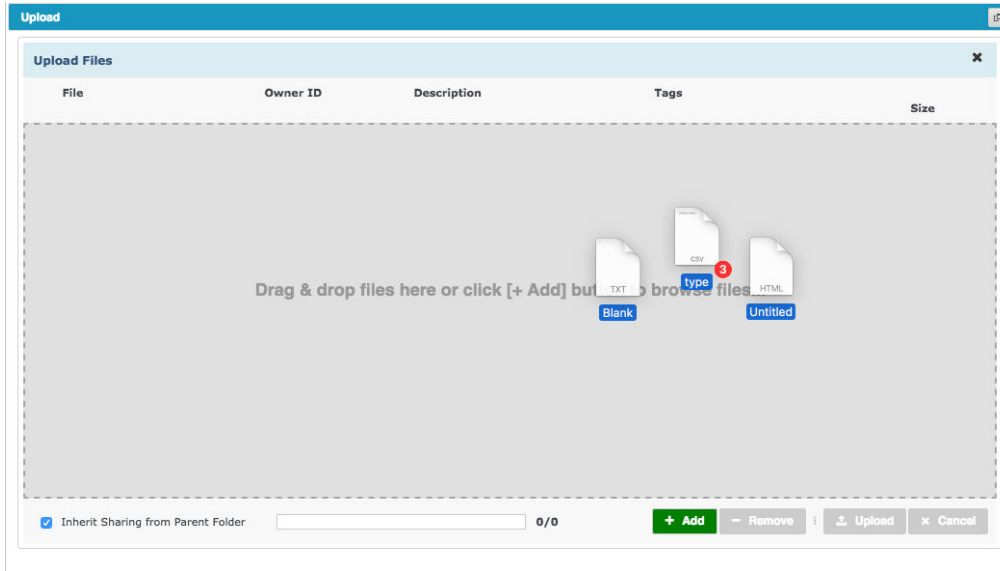 Upload
Upload Files
File Owner ID Description Tags
Size
CSV
3
type
Drag & drop files here or click [+ Add] to browse files
TXT
HTML
Blank
Untitled
Inherit Sharing from Parent Folder
0/0
+ Add
− Remove
Upload
× Cancel